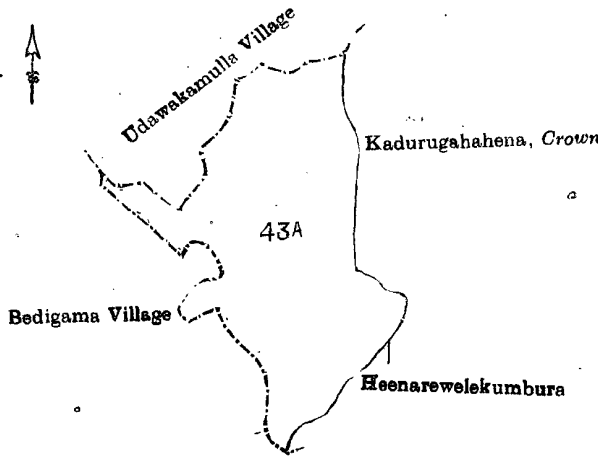 Udawakamulla Village
Kadurugahahena, Crown
43A
Bedigama Village
Heenarewelekumbura